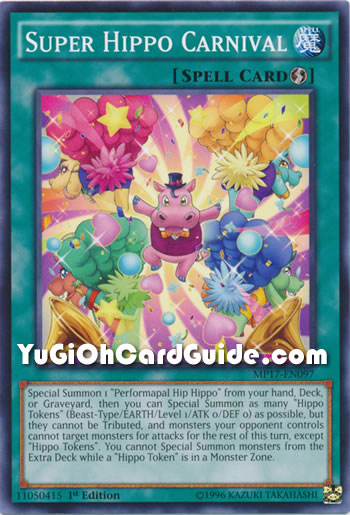 SUPER HIPPO CARNIVAL
魔
[SPELL CARD]
YuGiOhCardGuide.com
MP17-EN097
Special Summon 1 "Performapal Hip Hippo" from your hand, Deck,
or Graveyard, then you can Special Summon as many "Hippo
Tokens" (Beast-Type/EARTH/Level 1/ATK 0/DEF 0) as possible, but
they cannot be Tributed, and monsters your opponent controls
cannot target monsters for attacks for the rest of this turn, except
"Hippo Tokens". You cannot Special Summon monsters from the
Extra Deck while a "Hippo Token" is in a Monster Zone.
11050415 1st Edition ©1996 KAZUKI TAKAHASHI